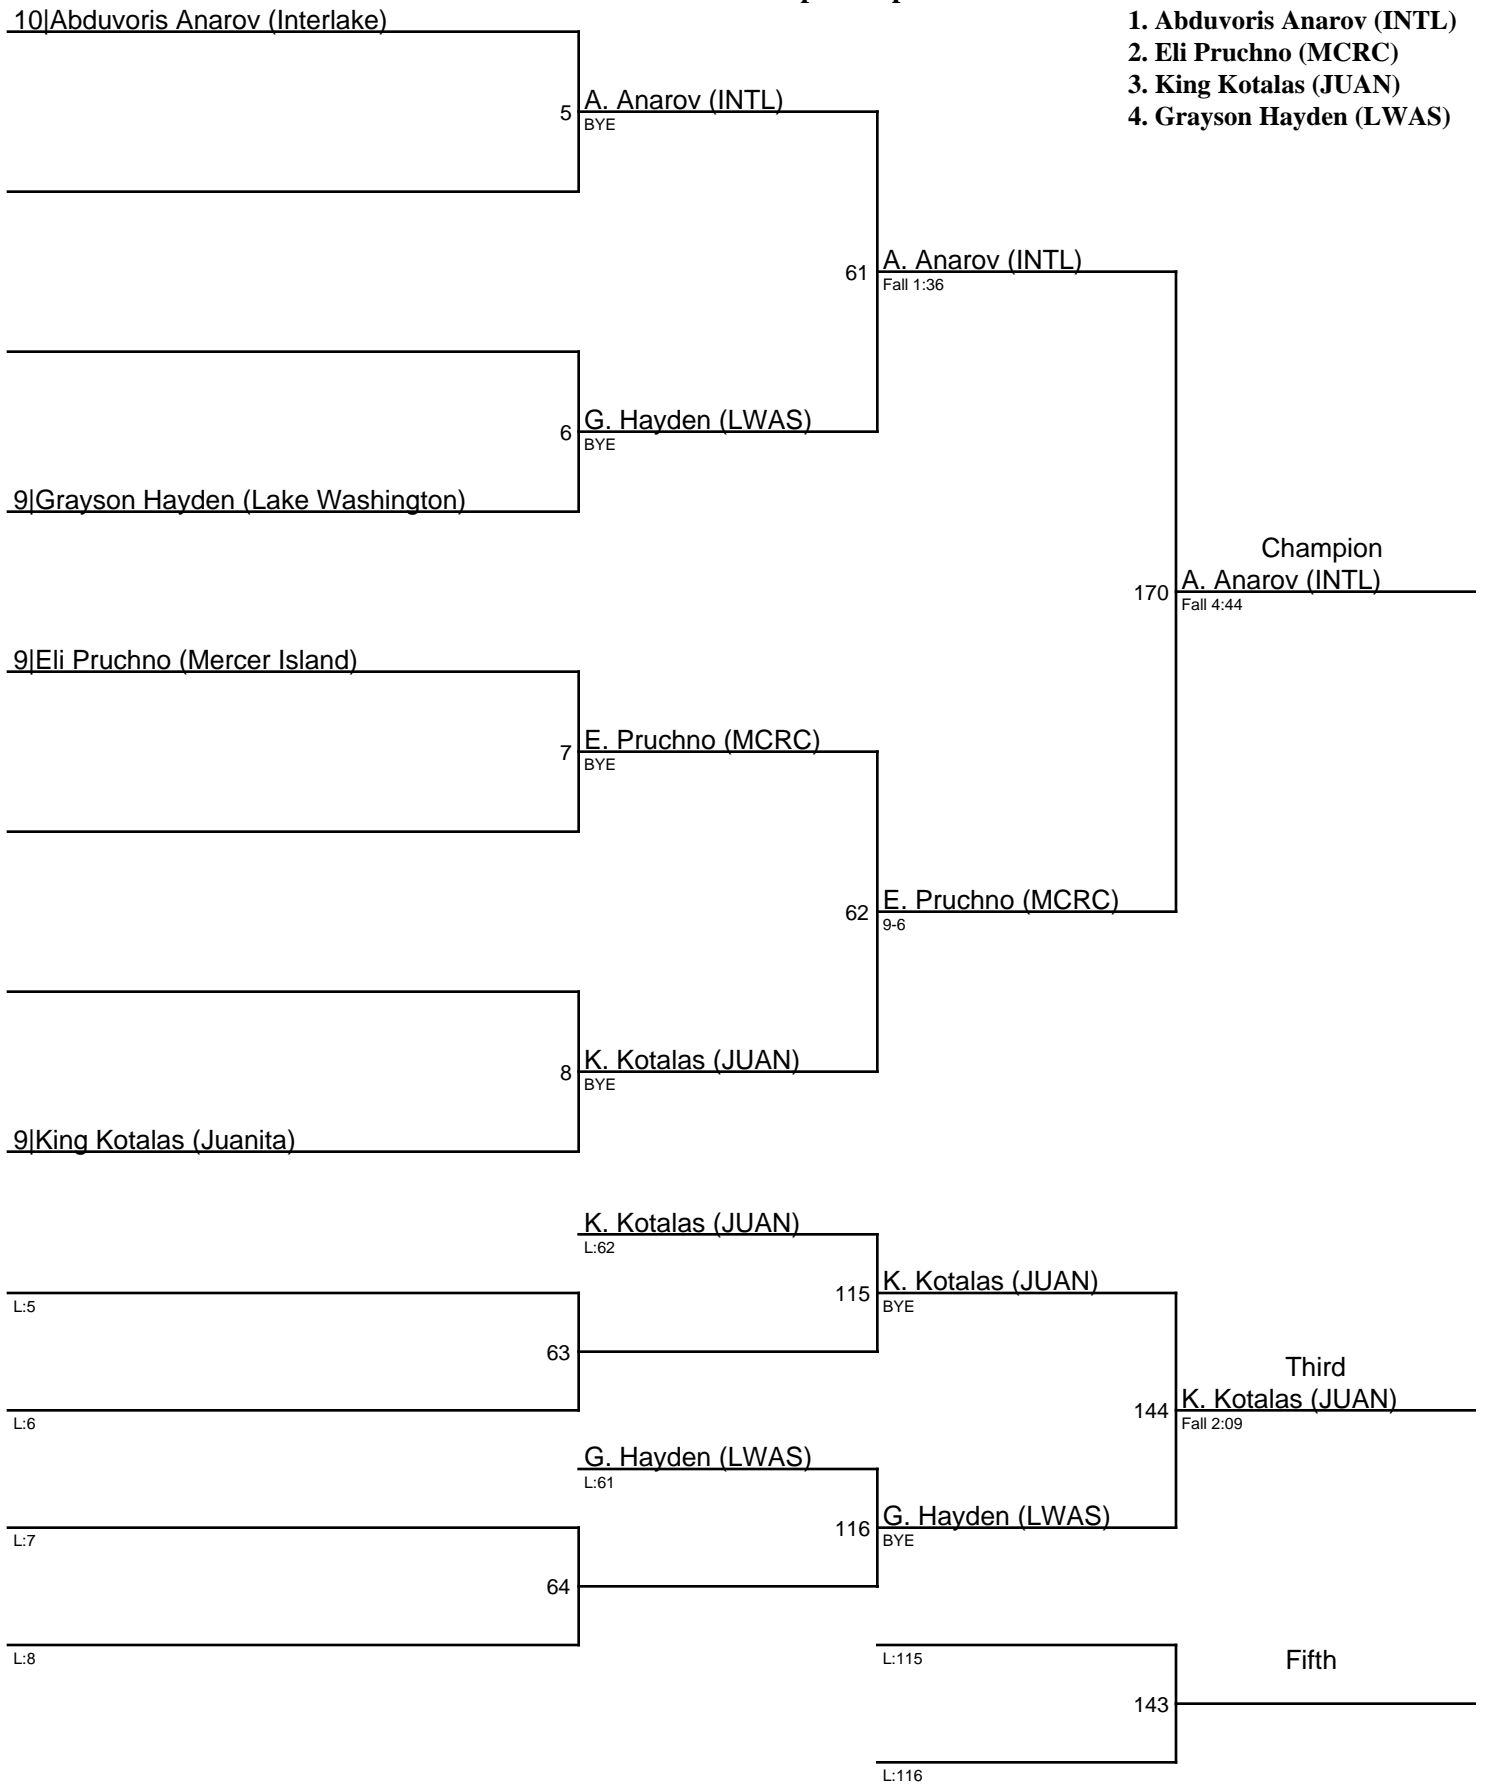 10|Abduvoris Anarov (Interlake)
1. Abduvoris Anarov (INTL)
2. Eli Pruchno (MCRC)
3. King Kotalas (JUAN)
4. Grayson Hayden (LWAS)
5
A. Anarov (INTL)
BYE
61
A. Anarov (INTL)
Fall 1:36
6
G. Hayden (LWAS)
BYE
9|Grayson Hayden (Lake Washington)
Champion
170
A. Anarov (INTL)
Fall 4:44
9|Eli Pruchno (Mercer Island)
7
E. Pruchno (MCRC)
BYE
62
E. Pruchno (MCRC)
9-6
8
K. Kotalas (JUAN)
BYE
9|King Kotalas (Juanita)
K. Kotalas (JUAN)
L:62
115
K. Kotalas (JUAN)
BYE
L:5
63
Third
144
K. Kotalas (JUAN)
Fall 2:09
L:6
G. Hayden (LWAS)
L:61
116
G. Hayden (LWAS)
BYE
L:7
64
L:8
L:115
Fifth
143
L:116